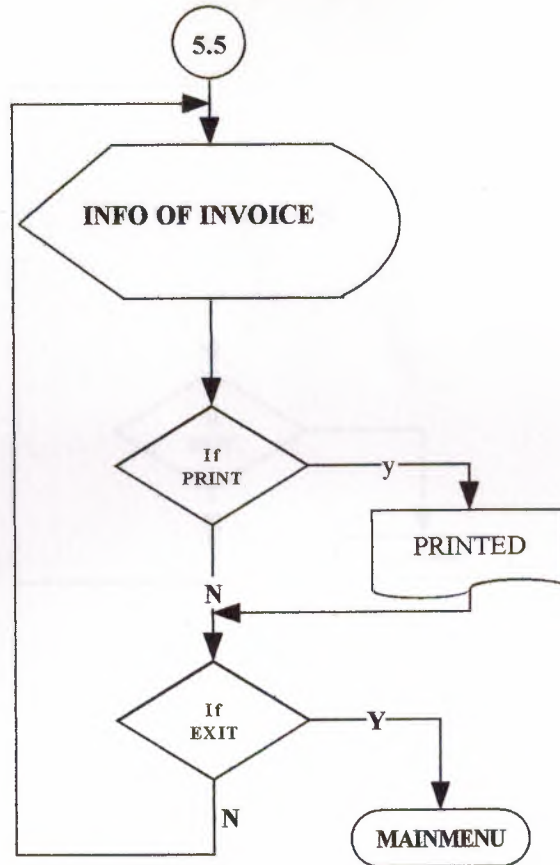 5.5
INFO OF INVOICE
If
PRINT
y
PRINTED
N
If
EXIT
Y
N
MAINMENU